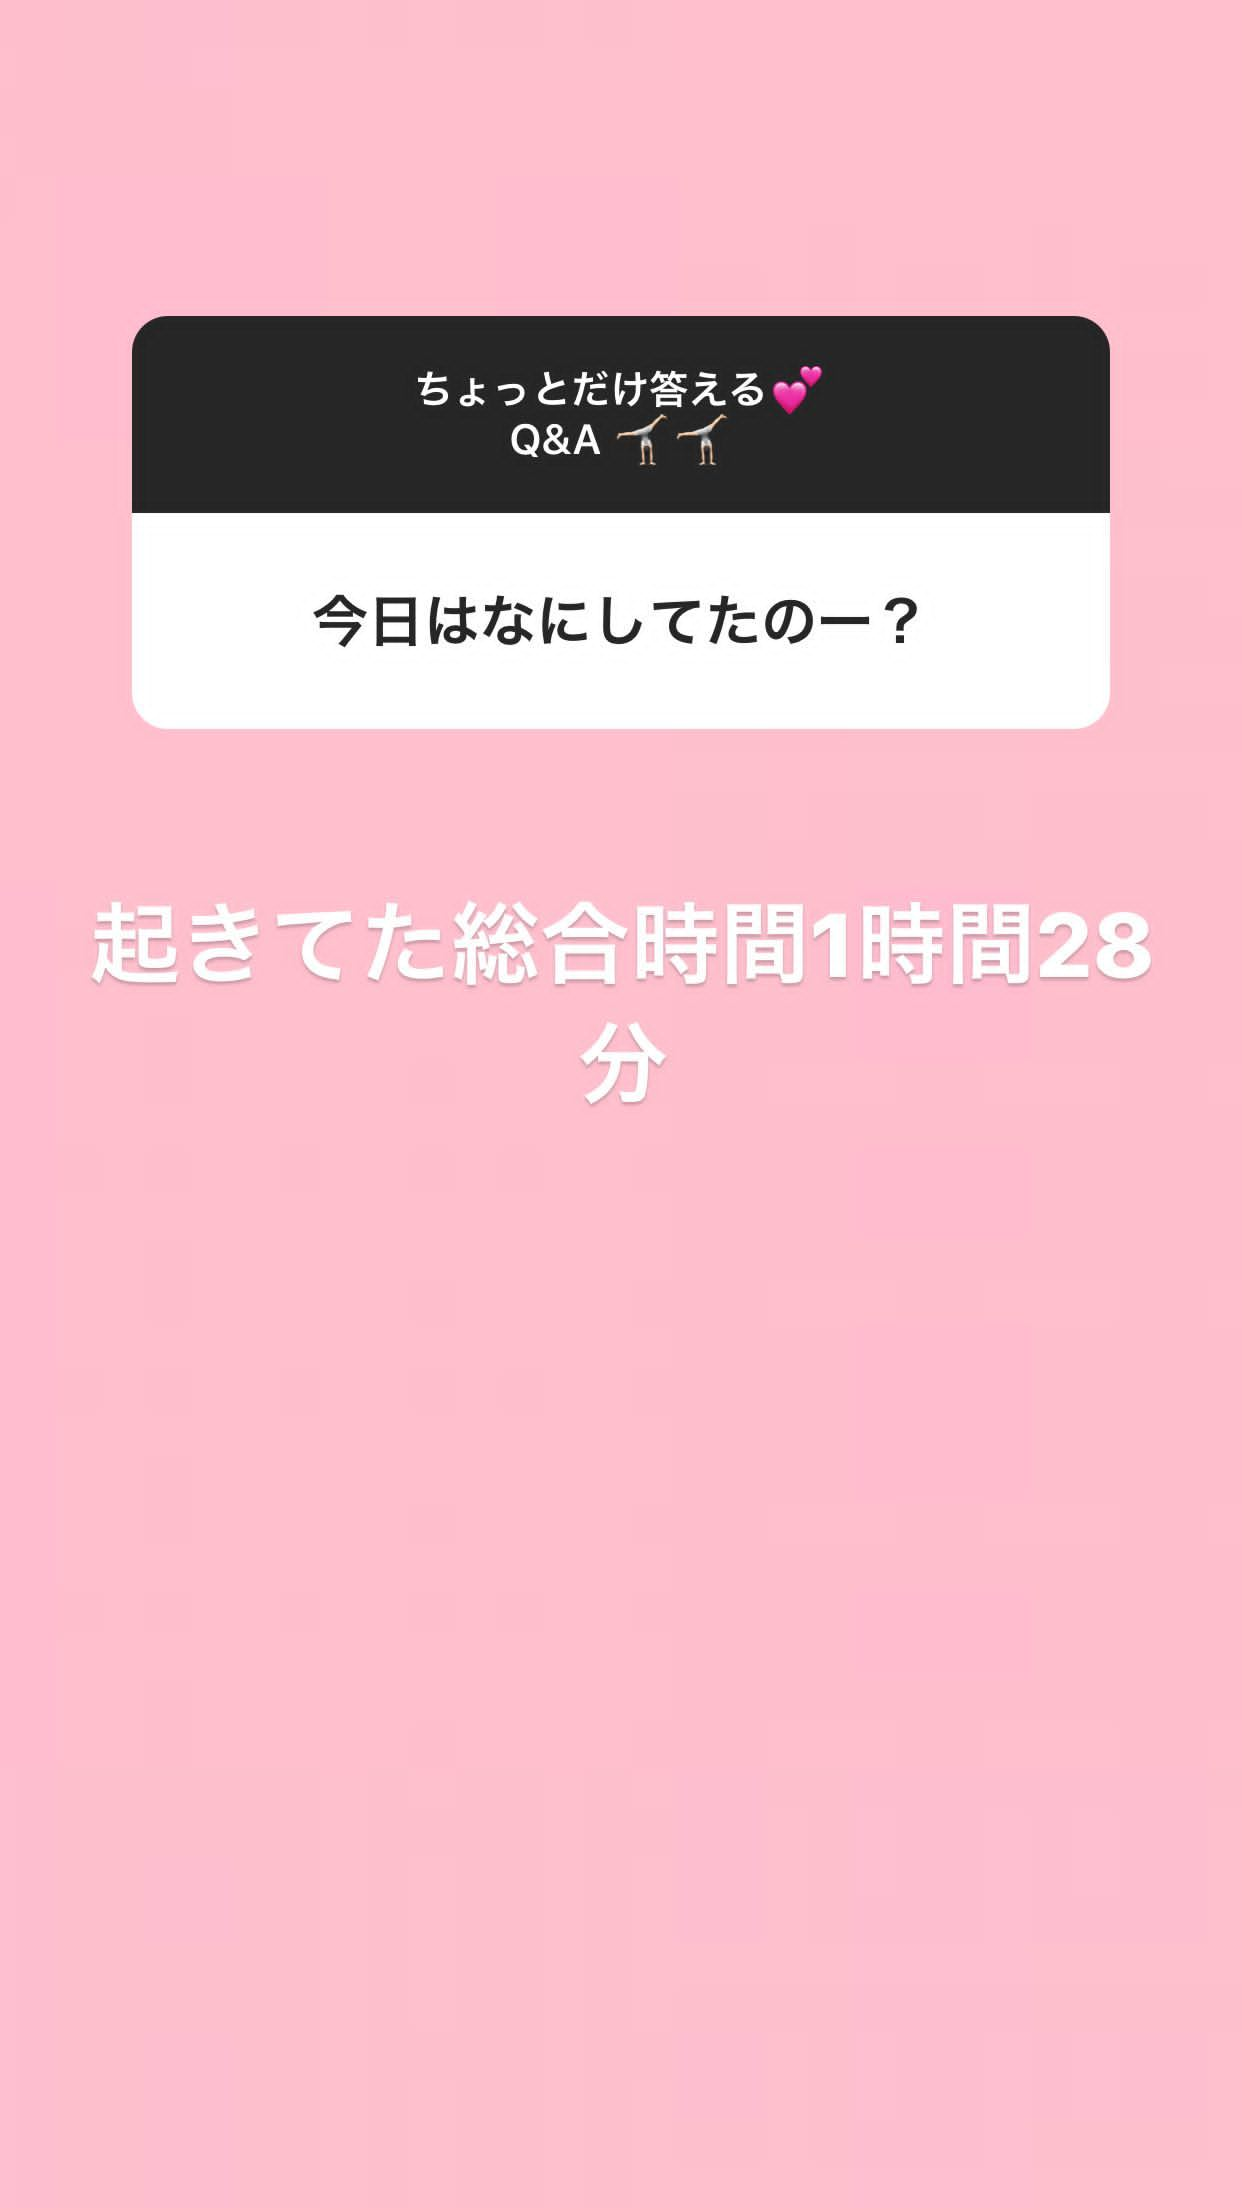 ちょっとだけ答える💕
Q&A 🤸🏼‍♀️🤸🏼‍♀️
今日はなにしてたのー？
起きてた総合時間1時間28
分